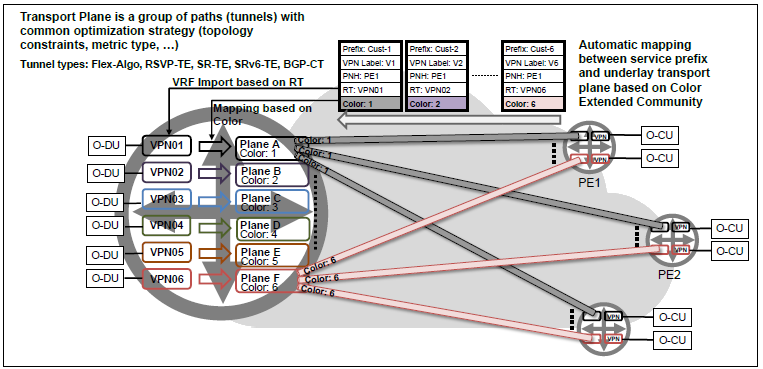 Transport Plane is a group of paths (tunnels) with
common optimization strategy (topology
constraints, metric type, …)
Tunnel types: Flex-Algo, RSVP-TE, SR-TE, SRv6-TE, BGP-CT
VRF Import based on RT
Mapping based on
Color
Prefix: Cust-1
VPN Label: V1
PNH: PE1
RT: VPN01
Color: 1
Prefix: Cust-2
VPN Label: V2
PNH: PE1
RT: VPN02
Color: 2
Prefix: Cust-6
VPN Label: V6
PNH: PE1
RT: VPN06
Color: 6
Automatic mapping
between service prefix
and underlay transport
plane based on Color
Extended Community
O-DU
VPN01
Plane A
Color: 1
O-DU
VPN02
Plane B
Color: 2
O-DU
VPN03
Plane C
Color: 3
O-DU
VPN04
Plane D
Color: 4
O-DU
VPN05
Plane E
Color: 5
O-DU
VPN06
Plane F
Color: 6
Color: 1
Color: 1
Color: 1
Color: 6
Color: 6
Color: 6
VPN
O-CU
VPN
O-CU
PE1
VPN
O-CU
VPN
O-CU
PE2
VPN
O-CU
VPN
O-CU